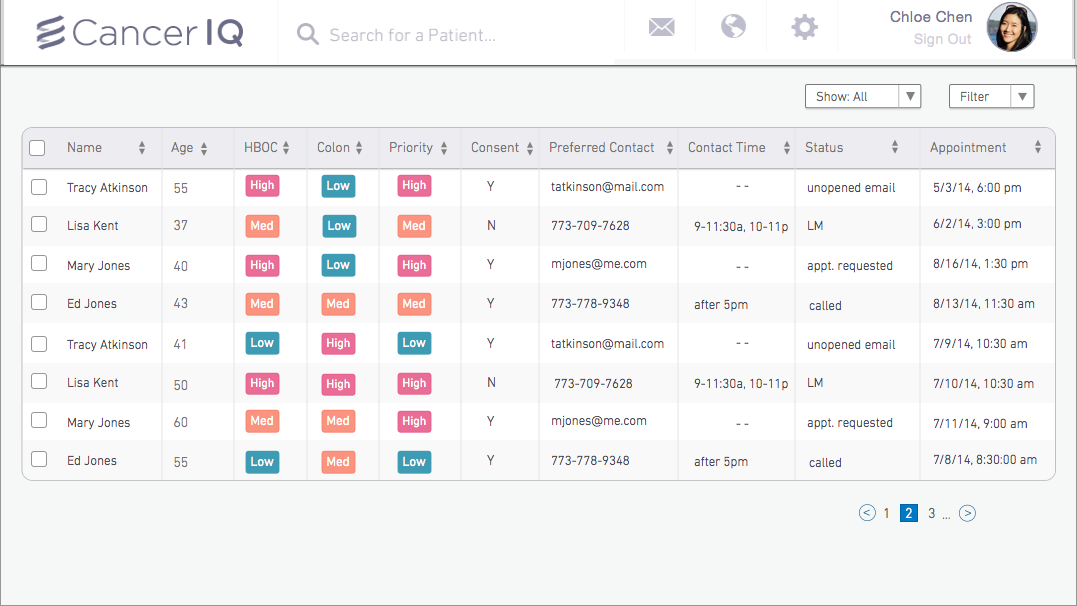 Cancer IQ
Search for a Patient...
Chloe Chen
Sign Out
Show: All
Filter
Name Age HBOC Colon Priority Consent Preferred Contact Contact Time Status Appointment
Tracy Atkinson 55 High Low High Y tatkinson@mail.com -- unopened email 5/3/14, 6:00 pm
Lisa Kent 37 Med Low Med N 773-709-7628 9-11:30a, 10-11p LM 6/2/14, 3:00 pm
Mary Jones 40 High Low High Y mjones@me.com -- appt. requested 8/16/14, 1:30 pm
Ed Jones 43 Med Med Med Y 773-778-9348 after 5pm called 8/13/14, 11:30 am
Tracy Atkinson 41 Low High Low Y tatkinson@mail.com -- unopened email 7/9/14, 10:30 am
Lisa Kent 50 High High High N 773-709-7628 9-11:30a, 10-11p LM 7/10/14, 10:30 am
Mary Jones 60 Med Med High Y mjones@me.com -- appt. requested 7/11/14, 9:00 am
Ed Jones 55 Low Med Low Y 773-778-9348 after 5pm called 7/8/14, 8:30:00 am
< 1 2 3 ... >